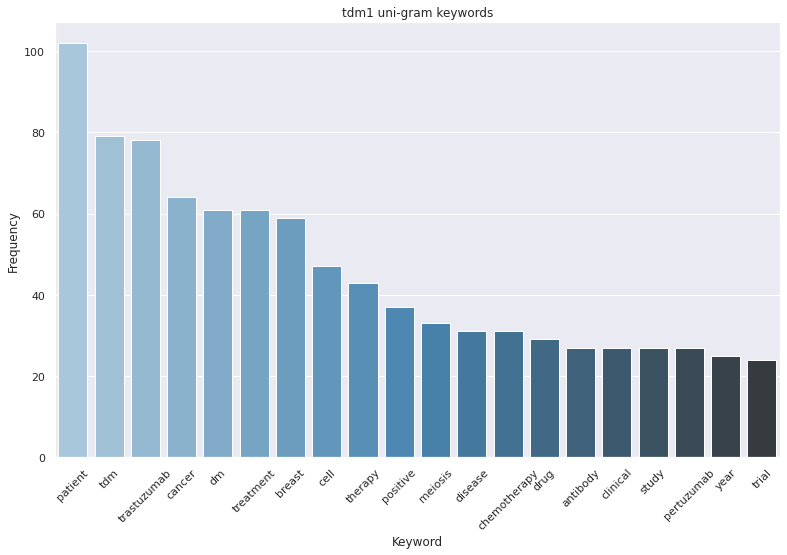 tdm1 uni-gram keywords
Frequency
100
80
60
40
20
0
patient
tdm
trastuzumab
cancer
dm
treatment
breast
cell
therapy
positive
meiosis
disease
chemotherapy
drug
antibody
clinical
study
pertuzumab
year
trial
Keyword